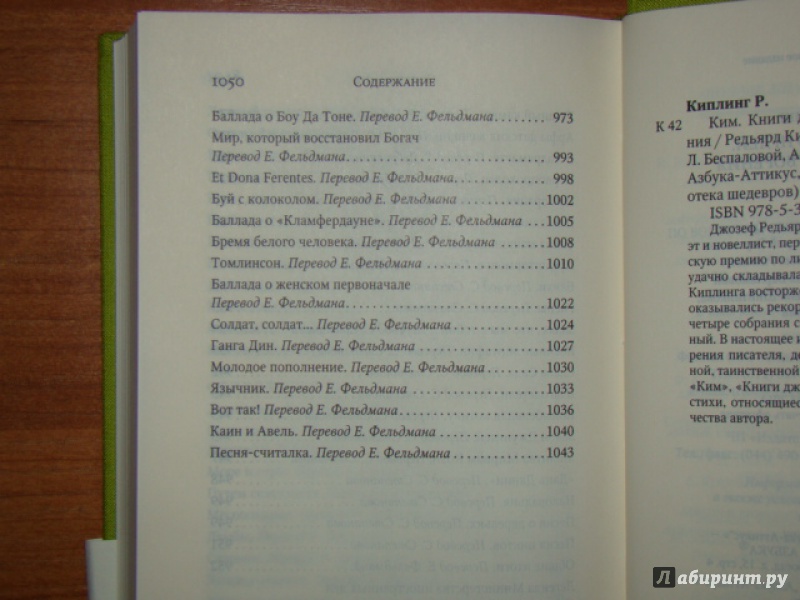 1050 Содержание
Баллада о Боу Да Тоне. Перевод Е. Фельдмана........ 973
Мир, который восстановил Богач
Перевод Е. Фельдмана.............................. 993
Et Dona Ferentes. Перевод Е. Фельдмана.............. 998
Буй с колоколом. Перевод Е. Фельдмана............. 1002
Баллада о «Кламфердауне». Перевод Е. Фельдмана ... 1005
Бремя белого человека. Перевод Е. Фельдмана ....... 1008
Томлинсон. Перевод Е. Фельдмана .................. 1010
Баллада о женском первоначале
Перевод Е. Фельдмана............................. 1022
Солдат, солдат... Перевод Е. Фельдмана ............. 1024
Ганга Дин. Перевод Е. Фельдмана ................... 1027
Молодое пополнение. Перевод Е. Фельдмана ......... 1030
Язычник. Перевод Е. Фельдмана .................... 1033
Вот так! Перевод Е. Фельдмана ..................... 1036
Каин и Авель. Перевод Е. Фельдмана ................ 1040
Песня-считалка. Перевод Е. Фельдмана .............. 1043
Киплинг Р.
К 42 Ким. Книги д
ния / Редьярд Ки
Л. Беспаловой, А
Азбука-Аттикус,
отека шедевров)
ISBN 978-5-3
Джозеф Редьяр
эт и новеллист, пер
скую премию по ли
удачно складывала
Киплинга восторж
оказывались рекор
четыре собрания с
ный. В настоящее и
рения писателя, до
ной, таинственной
«Ким», «Книги дж
стихи, относящиес
чества автора.
Лабиринт.ру